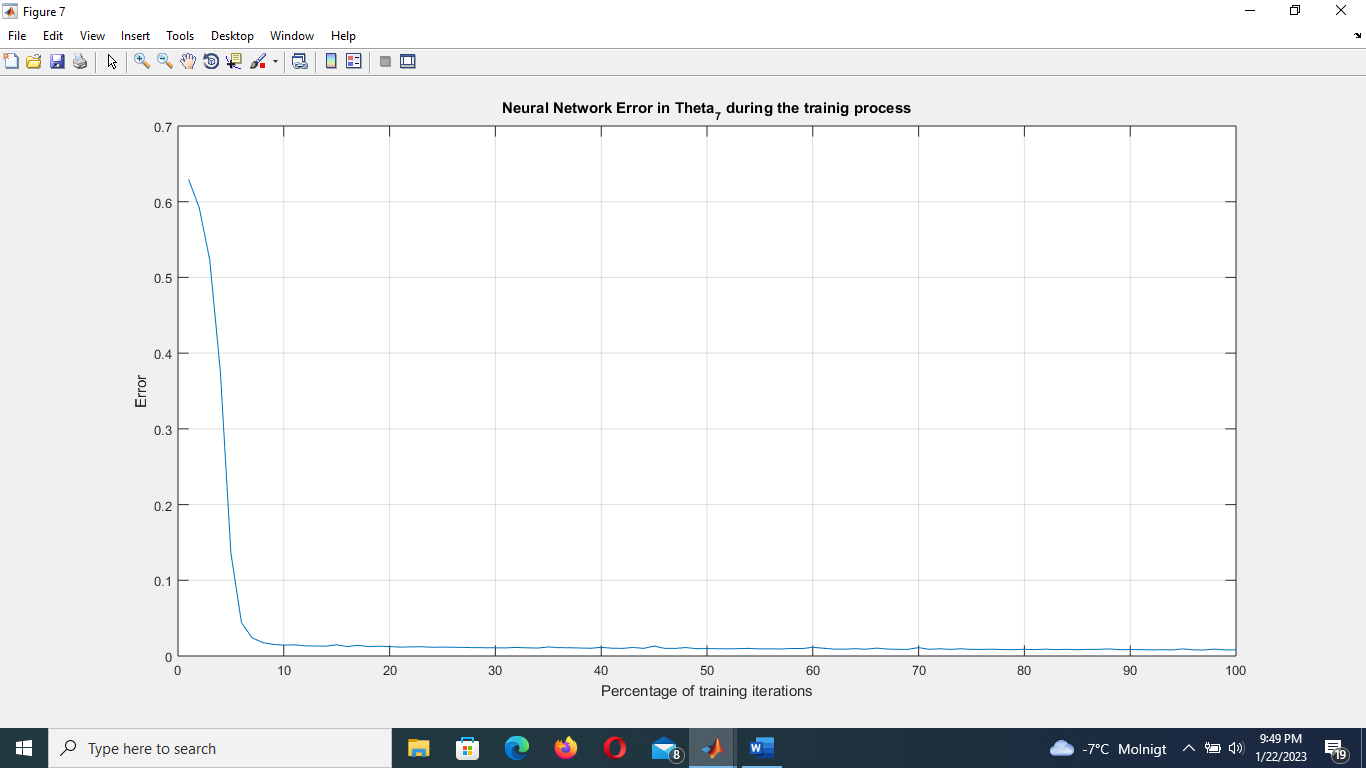 Figure 7
File Edit View Insert Tools Desktop Window Help
Neural Network Error in Theta7 during the trainig process
0.7
0.6
0.5
0.4
0.3
0.2
0.1
0
Error
0 10 20 30 40 50 60 70 80 90 100
Percentage of training iterations
Type here to search
8
W
-7°C Molnigt
9:49 PM
1/22/2023
19